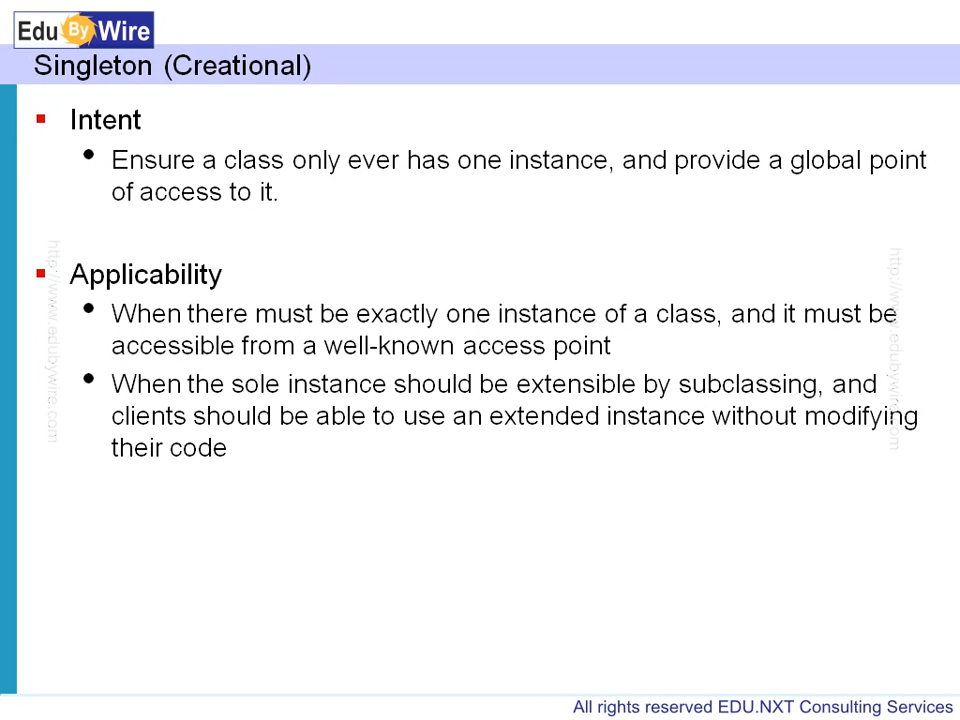 Edu By Wire
Singleton (Creational)
Intent
Ensure a class only ever has one instance, and provide a global point
of access to it.
Applicability
When there must be exactly one instance of a class, and it must be
accessible from a well-known access point
When the sole instance should be extensible by subclassing, and
clients should be able to use an extended instance without modifying
their code
http://www.edubywire.com
http://www.edubywire.com
All rights reserved EDU.NXT Consulting Services